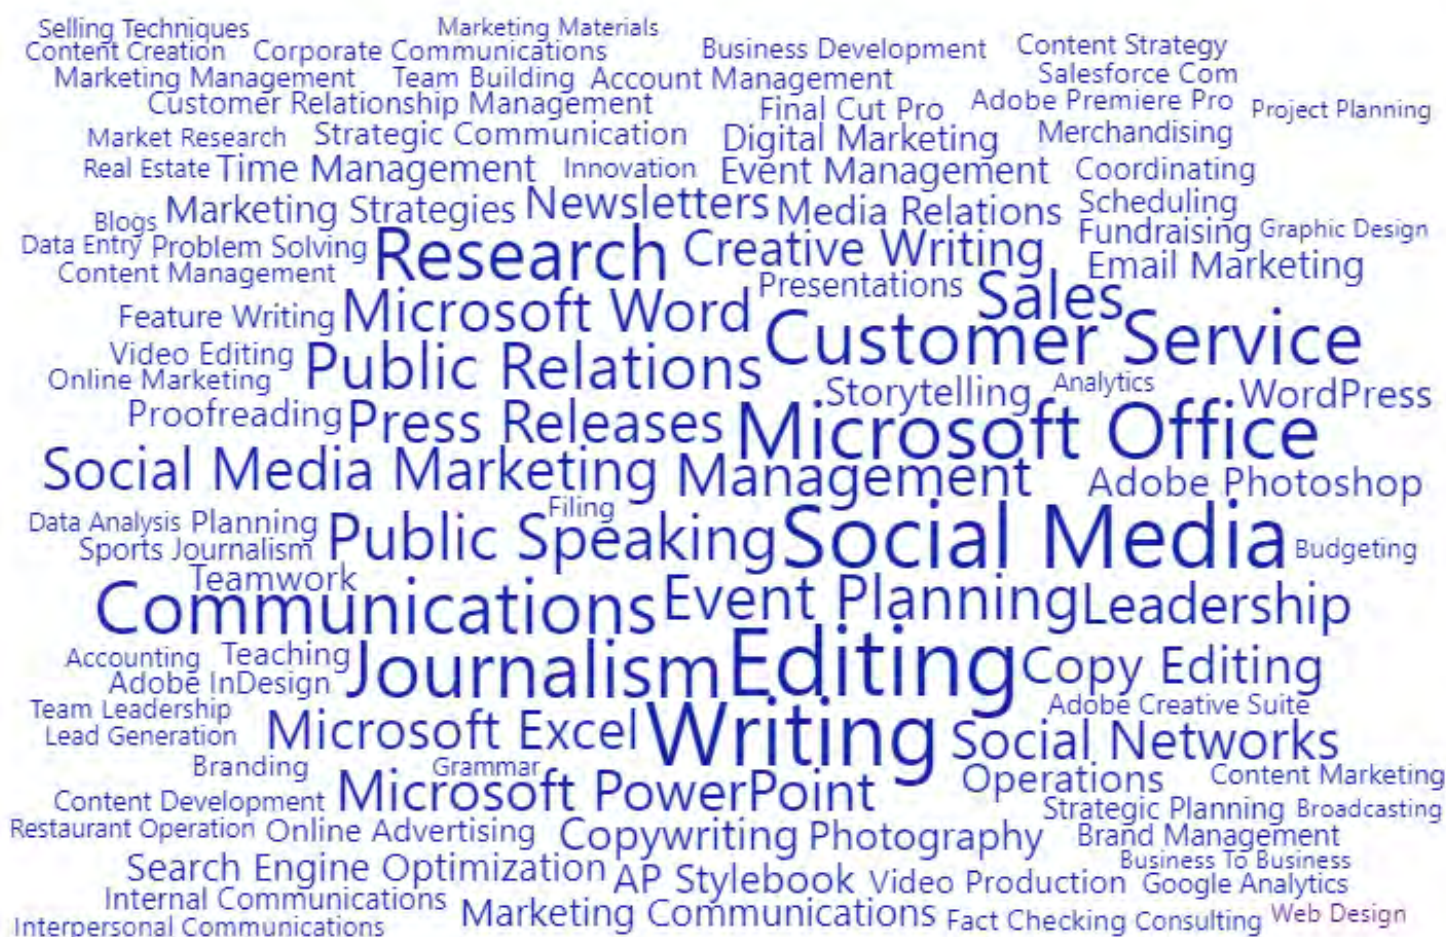 Selling Techniques Marketing Materials
Content Creation Corporate Communications Business Development Content Strategy
Marketing Management Team Building Account Management Salesforce Com
Customer Relationship Management Final Cut Pro Adobe Premiere Pro Project Planning
Market Research Strategic Communication Digital Marketing Merchandising
Real Estate Time Management Innovation Event Management Coordinating
Blogs Marketing Strategies Newsletters Media Relations Scheduling
Data Entry Problem Solving Research Creative Writing Fundraising Graphic Design
Content Management Presentations Sales Email Marketing
Feature Writing Microsoft Word Customer Service
Video Editing Public Relations
Online Marketing Storytelling Analytics WordPress
Proofreading Press Releases Microsoft Office
Social Media Marketing Management Adobe Photoshop
Filing
Data Analysis Planning Public Speaking Social Media Budgeting
Sports Journalism
Teamwork
Communications Event Planning Leadership
Accounting Teaching Journalism Editing Copy Editing
Adobe InDesign
Team Leadership Adobe Creative Suite
Lead Generation Microsoft Excel Writing Social Networks
Branding Grammar Operations Content Marketing
Content Development Microsoft PowerPoint Strategic Planning Broadcasting
Restaurant Operation Online Advertising Copywriting Photography Brand Management
Search Engine Optimization AP Stylebook Video Production Business To Business
Google Analytics
Internal Communications Marketing Communications Fact Checking Consulting Web Design
Interpersonal Communications